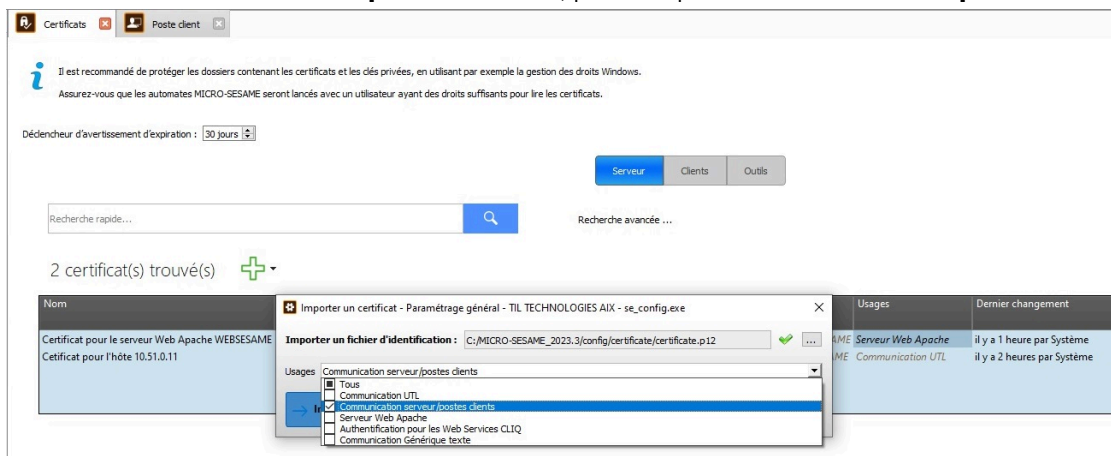 Certificats
Poste client
Il est recommandé de protéger les dossiers contenant les certificats et les clés privées, en utilisant par exemple la gestion des droits Windows.
Assurez-vous que les automates MICRO-SESAME seront lancés avec un utilisateur ayant des droits suffisants pour lire les certificats.
Déclencheur d'avertissement d'expiration : 30 jours
Serveur Clients Outils
Recherche rapide...
Recherche avancée ...
2 certificat(s) trouvé(s)
Nom
Usages
Dernier changement
Certificat pour le serveur Web Apache WEBSESAME
AME Serveur Web Apache
il y a 1 heure par Système
Cetificat pour l'hôte 10.51.0.11
AME Communication UTL
il y a 2 heures par Système
Importer un certificat - Paramétrage général - TIL TECHNOLOGIES AIX - se_config.exe
Importer un fichier d'identification : C:/MICRO-SESAME_2023.3/config/certificate/certificate.p12 ...
Usages Communication serveur/postes clients
Tous
Communication UTL
Communication serveur/postes clients
Serveur Web Apache
Authentification pour les Web Services CLIQ
Communication Générique texte